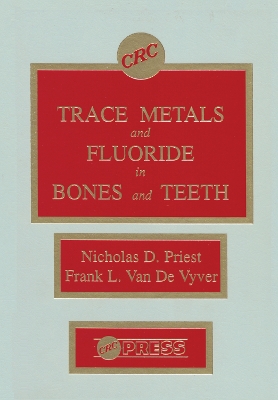 CRC
TRACE METALS
and
FLUORIDE
in
BONES and TEETH
Nicholas D. Priest
Frank L. Van De Vyver
CRC PRESS